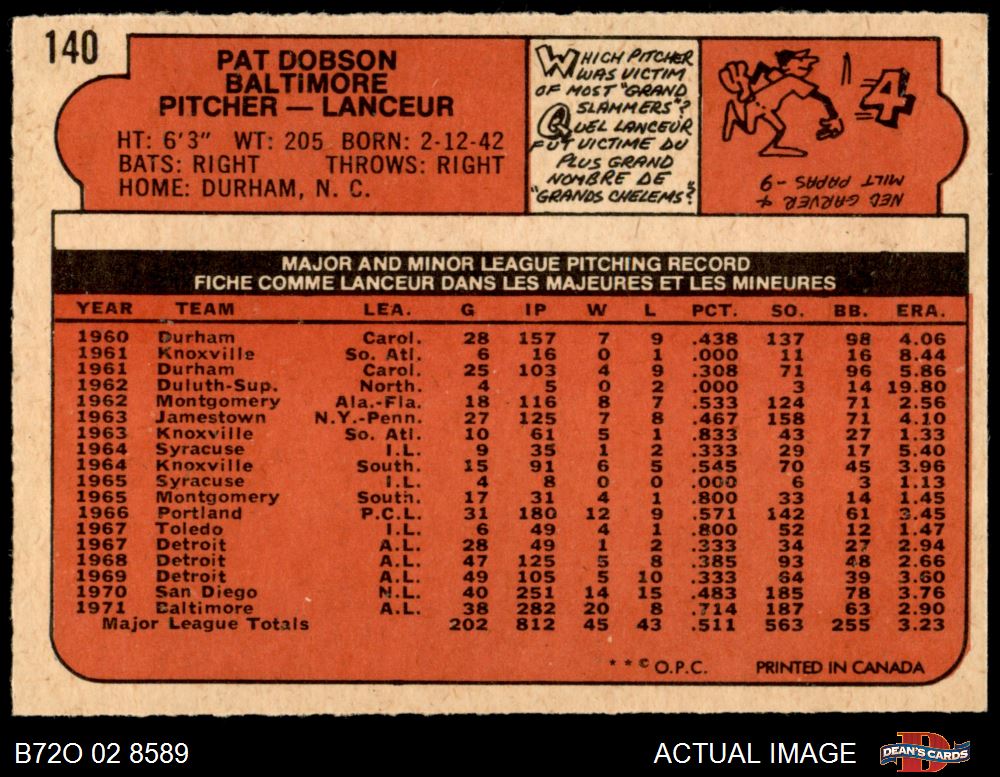 140
PAT DOBSON
BALTIMORE
PITCHER — LANCEUR
HT: 6'3" WT: 205 BORN: 2-12-42
BATS: RIGHT THROWS: RIGHT
HOME: DURHAM, N. C.
WHICH PITCHER
WAS VICTIM
OF MOST "GRAND
SLAMMERS"?
QUEL LANCEUR
FUT VICTIME DU
PLUS GRAND
NOMBRE DE
"GRANDS CHELEMS?
4
NED GARVER &
MILT PAPPAS - 9
MAJOR AND MINOR LEAGUE PITCHING RECORD
FICHE COMME LANCEUR DANS LES MAJEURES ET LES MINEURES
YEAR TEAM LEA. G IP W L PCT. SO. BB. ERA.
1960 Durham Carol. 28 157 7 9 .438 137 98 4.06
1961 Knoxville So. Atl. 6 16 0 1 .000 11 16 8.44
1961 Durham Carol. 25 103 4 9 .308 71 96 5.86
1962 Duluth-Sup. North. 4 5 0 2 .000 3 14 19.80
1962 Montgomery Ala.-Fla. 18 116 8 7 .533 124 71 2.56
1963 Jamestown N.Y.-Penn. 27 125 7 8 .467 158 71 4.10
1963 Knoxville So. Atl. 10 61 5 1 .833 43 27 1.33
1964 Syracuse I.L. 9 35 1 2 .333 29 17 5.40
1964 Knoxville South. 15 91 6 5 .545 70 45 3.96
1965 Syracuse I.L. 4 8 0 0 .000 6 3 1.13
1965 Montgomery South. 17 31 4 1 .800 33 14 1.45
1966 Portland P.C.L. 31 180 12 9 .571 142 61 3.45
1967 Toledo I.L. 6 49 4 1 .800 52 12 1.47
1967 Detroit A.L. 28 49 1 2 .333 34 27 2.94
1968 Detroit A.L. 47 125 5 8 .385 93 48 2.66
1969 Detroit A.L. 49 105 5 10 .333 64 39 3.60
1970 San Diego N.L. 40 251 14 15 .483 185 78 3.76
1971 Baltimore A.L. 38 282 20 8 .714 187 63 2.90
Major League Totals 202 812 45 43 .511 563 255 3.23
* * © O.P.C. PRINTED IN CANADA
B72O 02 8589
ACTUAL IMAGE
D
DEAN'S CARDS